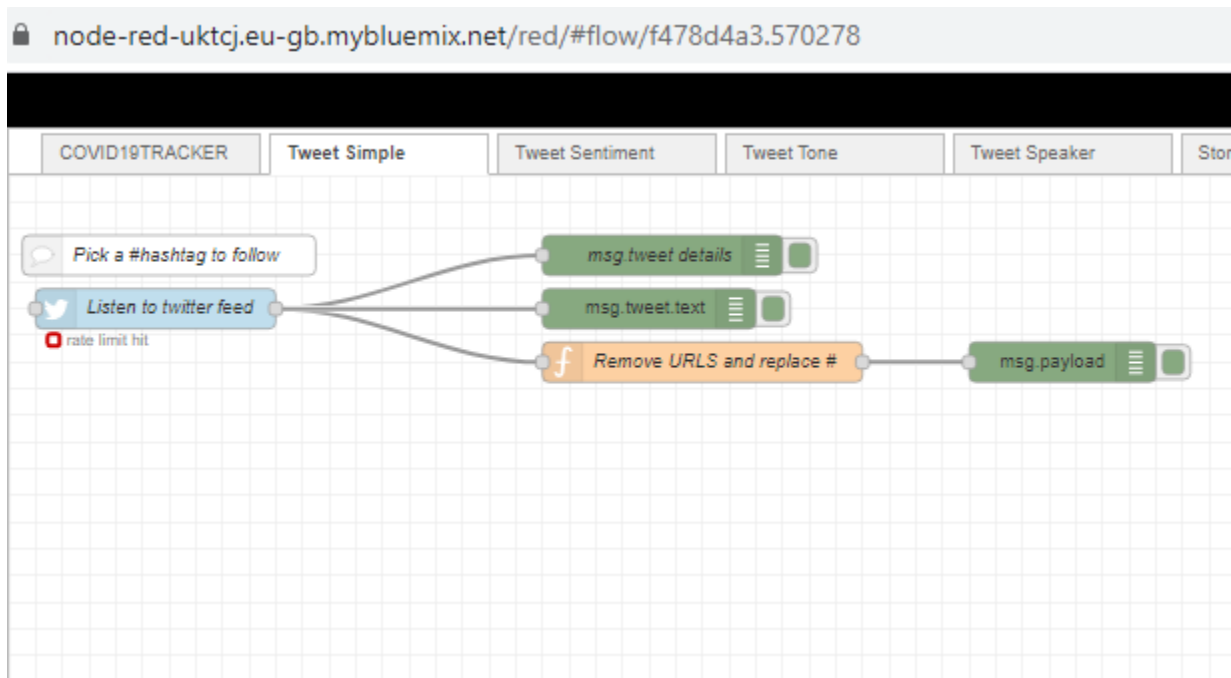 node-red-uktcj.eu-gb.mybluemix.net/red/#flow/f478d4a3.570278
COVID19TRACKER
Tweet Simple
Tweet Sentiment
Tweet Tone
Tweet Speaker
Stor
Pick a #hashtag to follow
msg.tweet details
Listen to twitter feed
msg.tweet.text
rate limit hit
Remove URLS and replace #
msg.payload